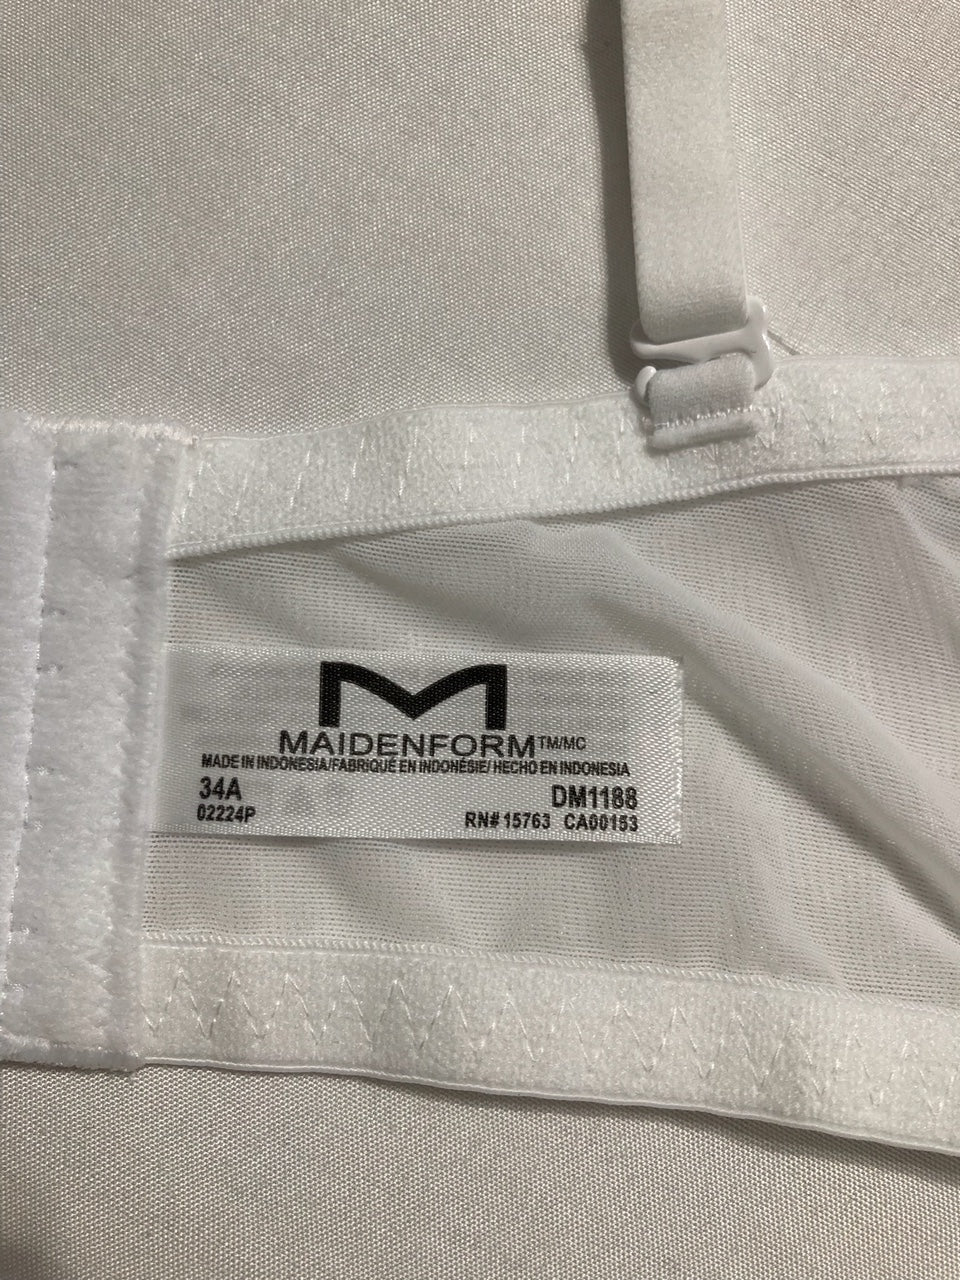 M
MAIDENFORM™/MC
MADE IN INDONESIA/FABRIQUÉ EN INDONÉSIE/ HECHO EN INDONESIA
34A DM1188
02224P RN# 15763 CA00153